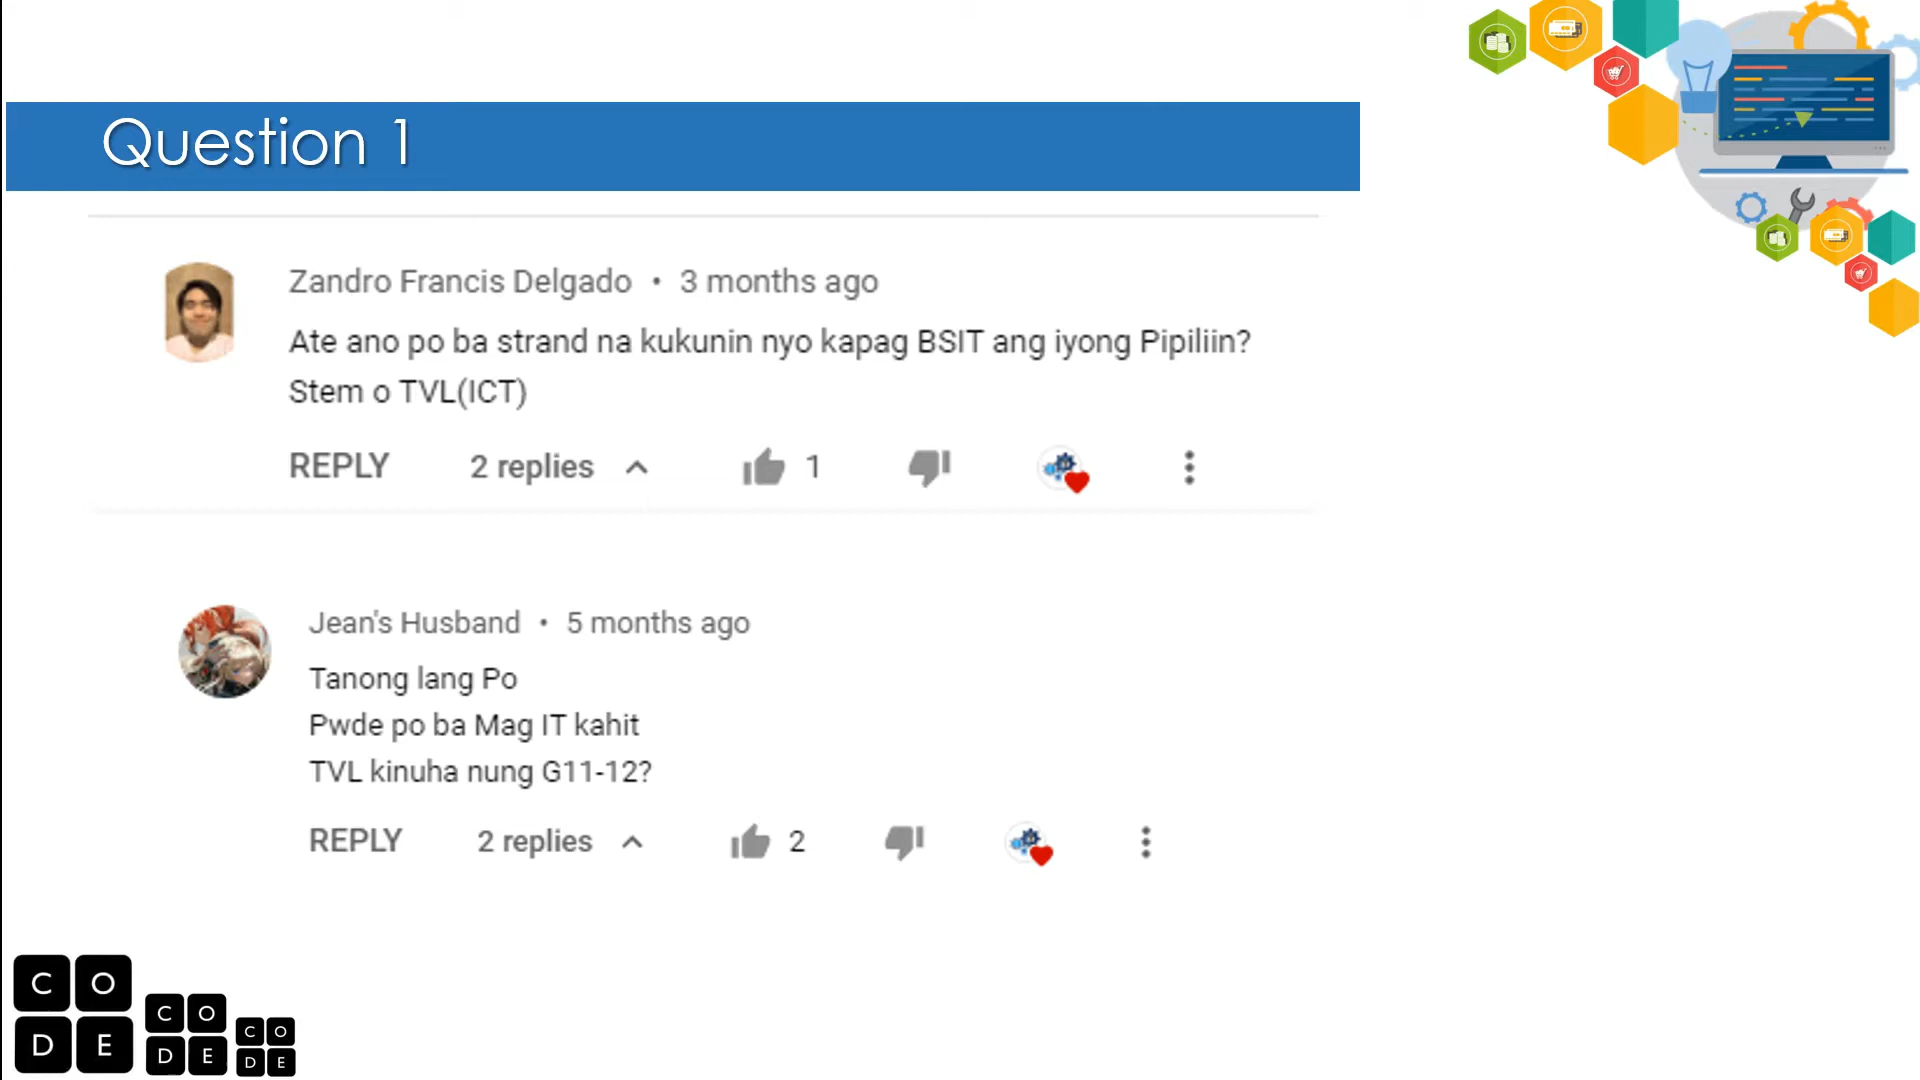 Question 1
Zandro Francis Delgado • 3 months ago
Ate ano po ba strand na kukunin nyo kapag BSIT ang iyong Pipiliin?
Stem o TVL(ICT)
REPLY 2 replies 1
Jean's Husband • 5 months ago
Tanong lang Po
Pwde po ba Mag IT kahit
TVL kinuha nung G11-12?
REPLY 2 replies 2
C O
D E
C O
D E
C O
D E